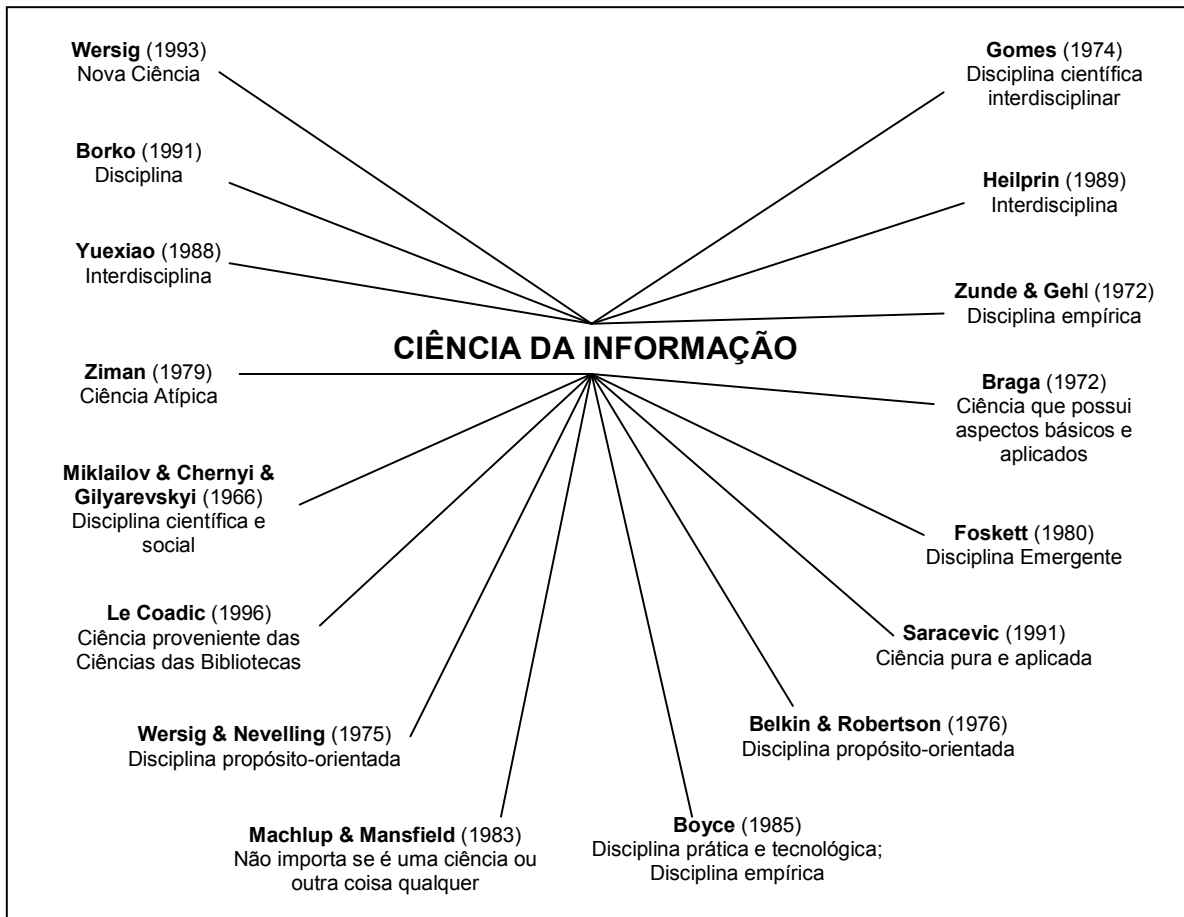 Wersig (1993)
Nova Ciência
Gomes (1974)
Disciplina científica
interdisciplinar
Borko (1991)
Disciplina
Heilprin (1989)
Interdisciplina
Yuexiao (1988)
Interdisciplina
Zunde & Gehl (1972)
Disciplina empírica
CIÊNCIA DA INFORMAÇÃO
Ziman (1979)
Ciência Atípica
Braga (1972)
Ciência que possui
aspectos básicos e
aplicados
Miklailov & Chernyi &
Gilyarevskyi (1966)
Disciplina científica e
social
Foskett (1980)
Disciplina Emergente
Le Coadic (1996)
Ciência proveniente das
Ciências das Bibliotecas
Saracevic (1991)
Ciência pura e aplicada
Wersig & Nevelling (1975)
Disciplina propósito-orientada
Belkin & Robertson (1976)
Disciplina propósito-orientada
Machlup & Mansfield (1983)
Não importa se é uma ciência ou
outra coisa qualquer
Boyce (1985)
Disciplina prática e tecnológica;
Disciplina empírica